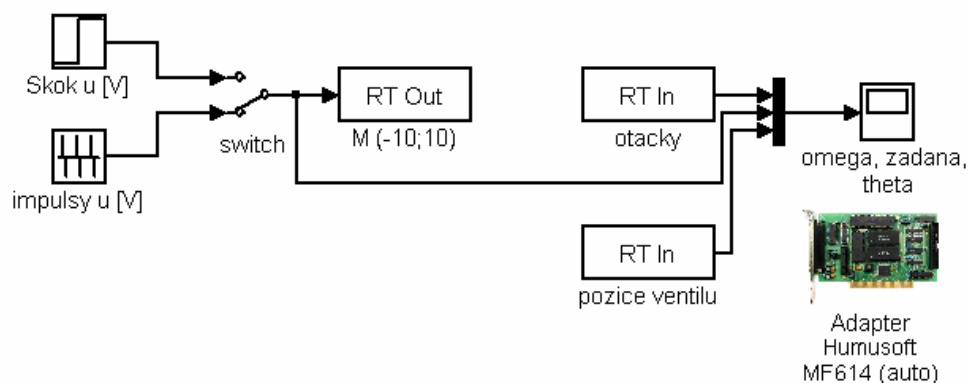 Skok u [V]
impulsy u [V]
switch
RT Out
M (-10;10)
RT In
otacky
RT In
pozice ventilu
omega, zadana,
theta
Adapter
Humusoft
MF614 (auto)